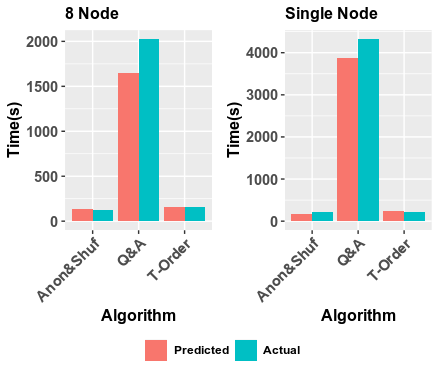 8 Node
Time(s)
2000
1500
1000
500
0
Anon&Shuf
Q&A
T-Order
Algorithm
Single Node
Time(s)
4000
3000
2000
1000
0
Anon&Shuf
Q&A
T-Order
Algorithm
Predicted Actual